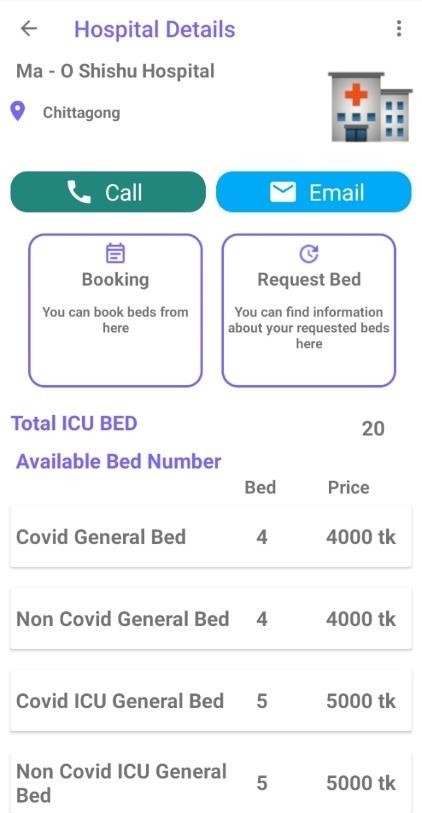 Hospital Details
Ma - O Shishu Hospital
Chittagong
Call
Email
Booking
You can book beds from
here
Request Bed
You can find information
about your requested beds
here
Total ICU BED 20
Available Bed Number
Bed Price
Covid General Bed 4 4000 tk
Non Covid General Bed 4 4000 tk
Covid ICU General Bed 5 5000 tk
Non Covid ICU General
Bed 5 5000 tk